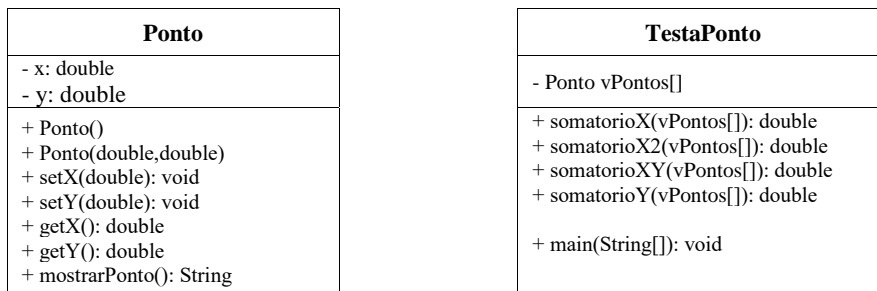 Ponto
- x: double
- y: double
+ Ponto()
+ Ponto(double,double)
+ setX(double): void
+ setY(double): void
+ getX(): double
+ getY(): double
+ mostrarPonto(): String
TestaPonto
- Ponto vPontos[]
+ somatorioX(vPontos[]): double
+ somatorioX2(vPontos[]): double
+ somatorioXY(vPontos[]): double
+ somatorioY(vPontos[]): double
+ main(String[]): void